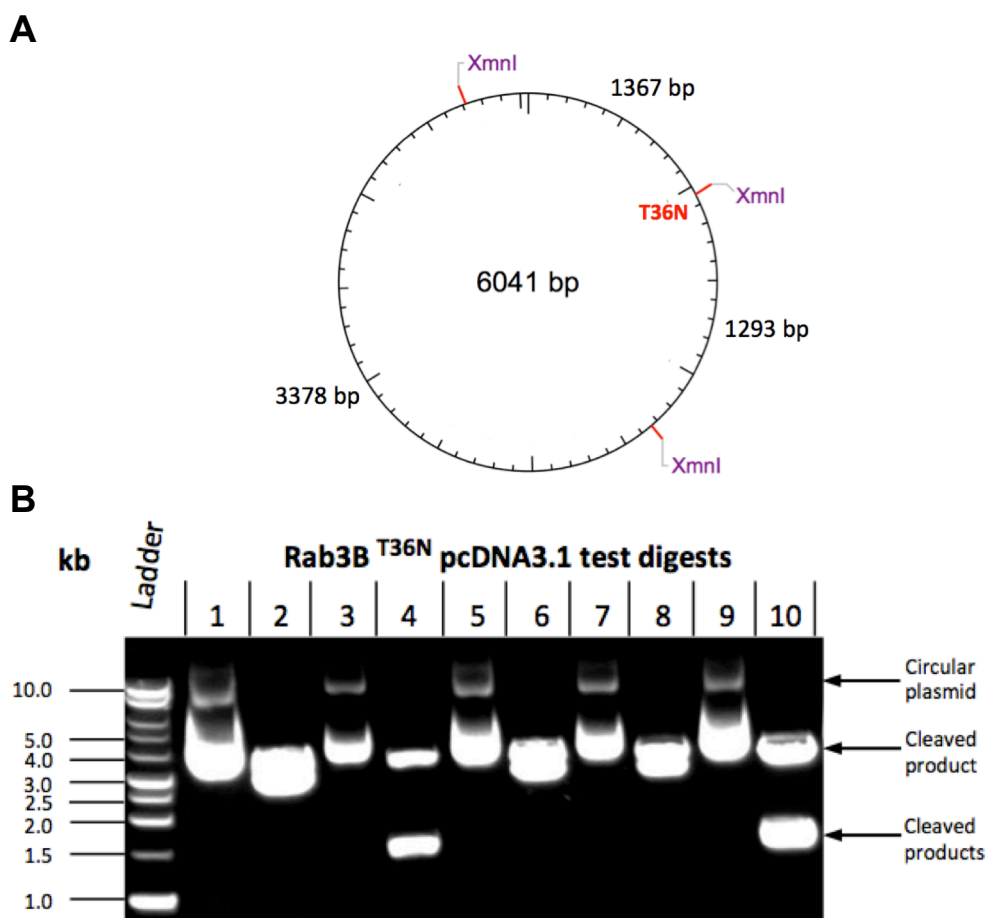 A
XmnI
1367 bp
XmnI
T36N
6041 bp
1293 bp
3378 bp
XmnI
B
kb
Ladder
Rab3B T36N pcDNA3.1 test digests
1 2 3 4 5 6 7 8 9 10
10.0
5.0
4.0
3.0
2.5
2.0
1.5
1.0
Circular
plasmid
Cleaved
product
Cleaved
products